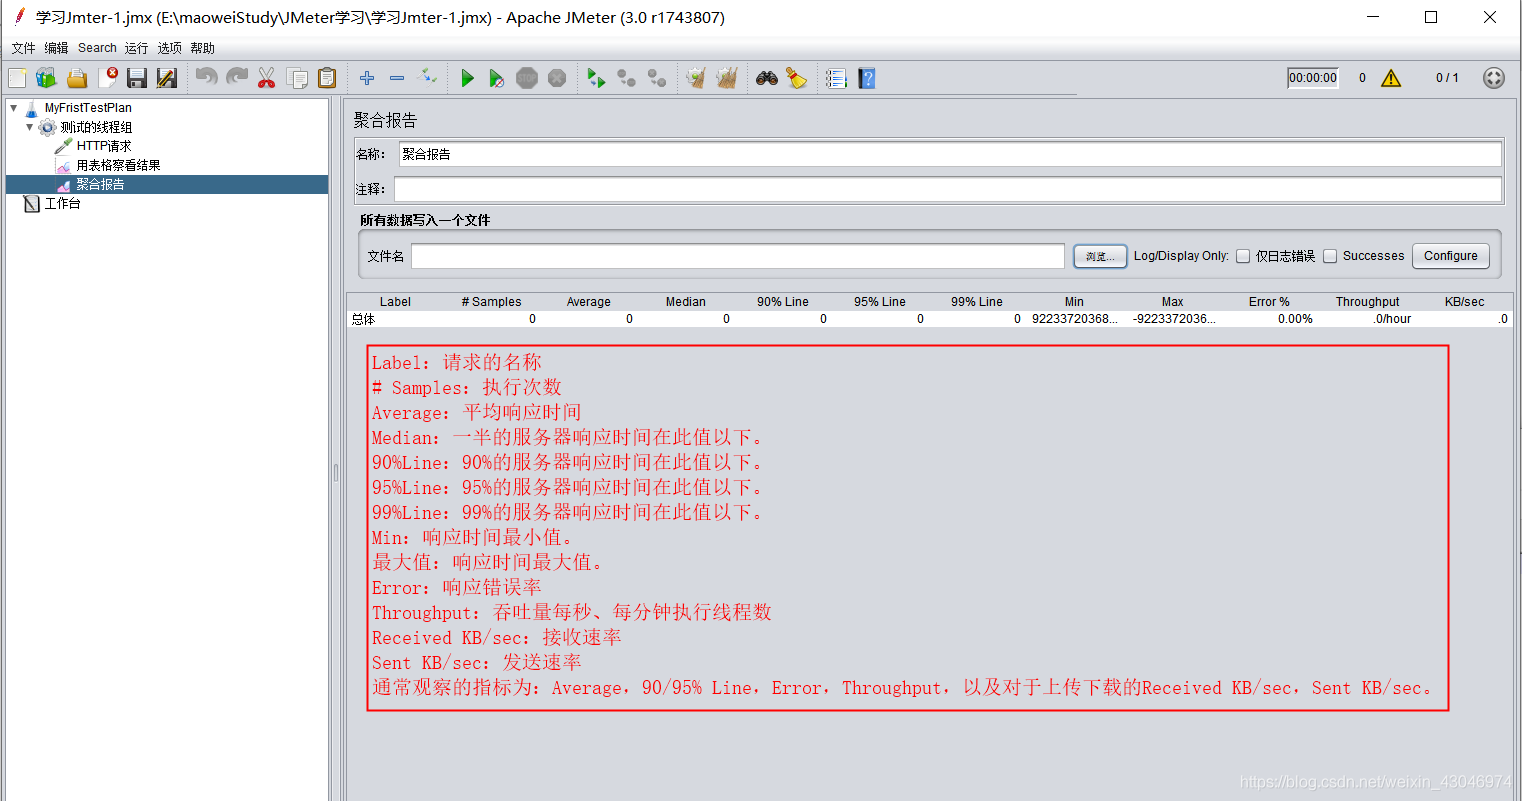 学习Jmter-1.jmx (E:\maoweiStudy\JMeter学习\学习Jmter-1.jmx) - Apache JMeter (3.0 r1743807)
文件 编辑 Search 运行 选项 帮助
STOP 00:00:00 0 0 / 1
MyFristTestPlan
测试的线程组
HTTP请求
用表格察看结果
聚合报告
工作台
聚合报告
名称： 聚合报告
注释：
所有数据写入一个文件
文件名 浏览... Log/Display Only: 仅日志错误 Successes Configure
Label # Samples Average Median 90% Line 95% Line 99% Line Min Max Error % Throughput KB/sec
总体 0 0 0 0 0 0 92233720368... -9223372036... 0.00% .0/hour .0
Label：请求的名称
# Samples：执行次数
Average：平均响应时间
Median：一半的服务器响应时间在此值以下。
90%Line：90%的服务器响应时间在此值以下。
95%Line：95%的服务器响应时间在此值以下。
99%Line：99%的服务器响应时间在此值以下。
Min：响应时间最小值。
最大值：响应时间最大值。
Error：响应错误率
Throughput：吞吐量每秒、每分钟执行线程数
Received KB/sec：接收速率
Sent KB/sec：发送速率
通常观察的指标为：Average，90/95% Line，Error，Throughput，以及对于上传下载的Received KB/sec，Sent KB/sec。
https://blog.csdn.net/weixin_43046974